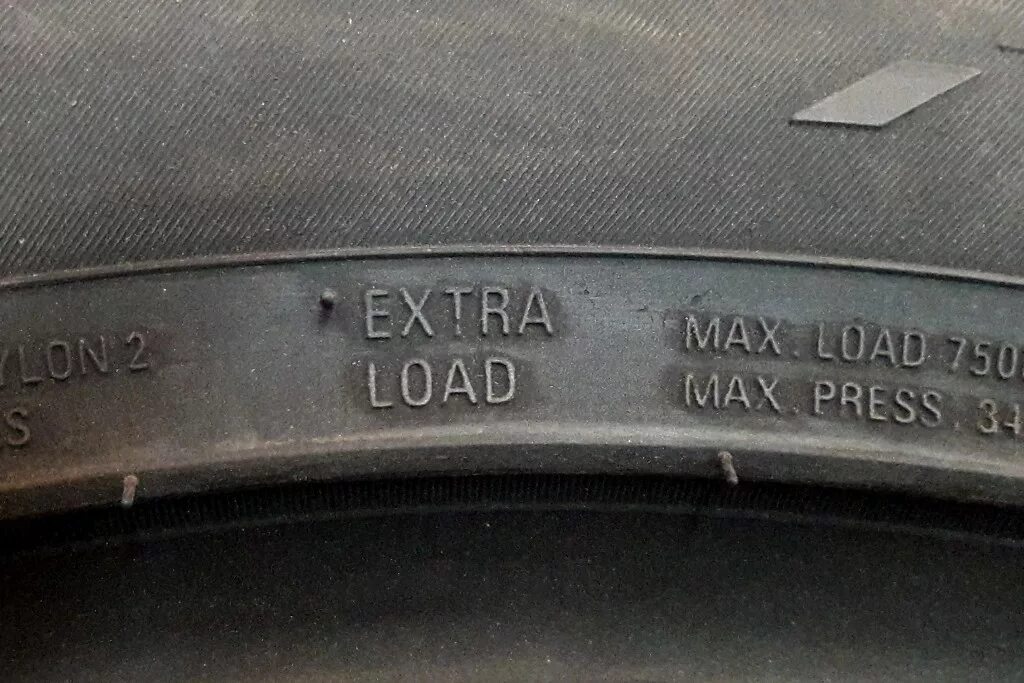 YLON 2
S
EXTRA
LOAD
MAX. LOAD 750
MAX. PRESS. 34